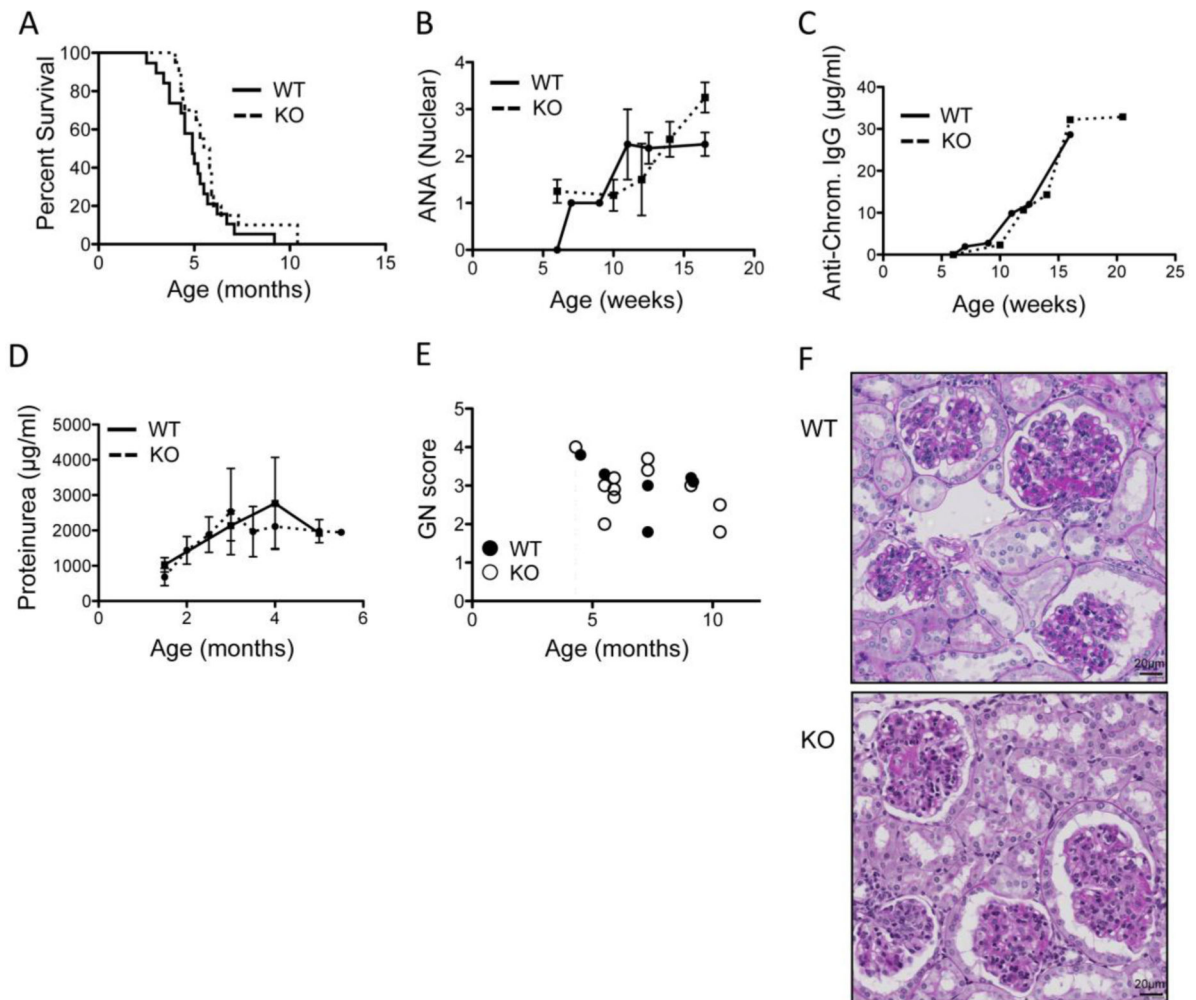 A
Percent Survival
100
80
60
40
20
0
0 5 10 15
Age (months)
WT
KO
B
ANA (Nuclear)
4
3
2
1
0
0 5 10 15 20
Age (weeks)
WT
KO
C
Anti-Chrom. IgG (µg/ml)
40
30
20
10
0
0 5 10 15 20 25
Age (weeks)
WT
KO
D
Proteinurea (µg/ml)
5000
4000
3000
2000
1000
0
0 2 4 6
Age (months)
WT
KO
E
GN score
5
4
3
2
1
0
0 5 10
Age (months)
WT
KO
F
WT
20µm
KO
20µm